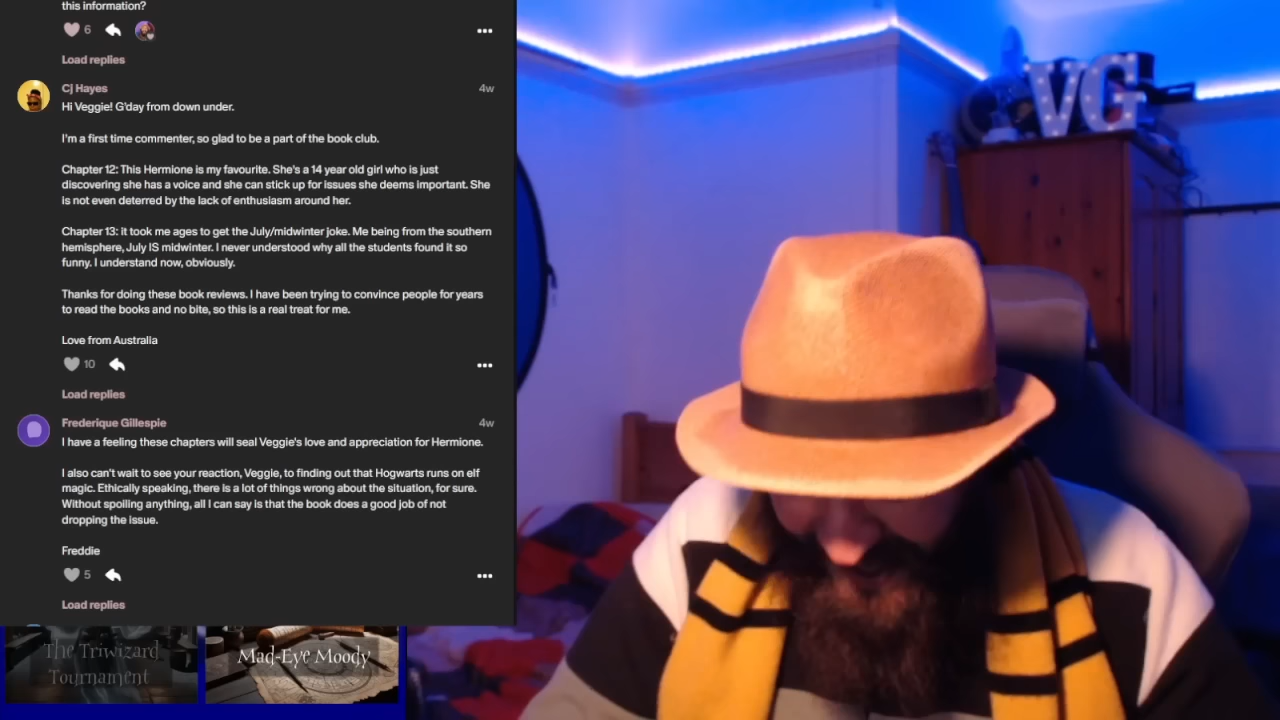 this information?
6
Load replies
Cj Hayes 4w
Hi Veggie! G'day from down under.
I'm a first time commenter, so glad to be a part of the book club.
Chapter 12: This Hermione is my favourite. She's a 14 year old girl who is just
discovering she has a voice and she can stick up for issues she deems important. She
is not even deterred by the lack of enthusiasm around her.
Chapter 13: it took me ages to get the July/midwinter joke. Me being from the southern
hemisphere, July IS midwinter. I never understood why all the students found it so
funny. I understand now, obviously.
Thanks for doing these book reviews. I have been trying to convince people for years
to read the books and no bite, so this is a real treat for me.
Love from Australia
10
Load replies
Frederique Gillespie 4w
I have a feeling these chapters will seal Veggie's love and appreciation for Hermione.
I also can't wait to see your reaction, Veggie, to finding out that Hogwarts runs on elf
magic. Ethically speaking, there is a lot of things wrong about the situation, for sure.
Without spoiling anything, all I can say is that the book does a good job of not
dropping the issue.
Freddie
5
Load replies
The Triwizard
Tournament
Mad-Eye Moody
VG